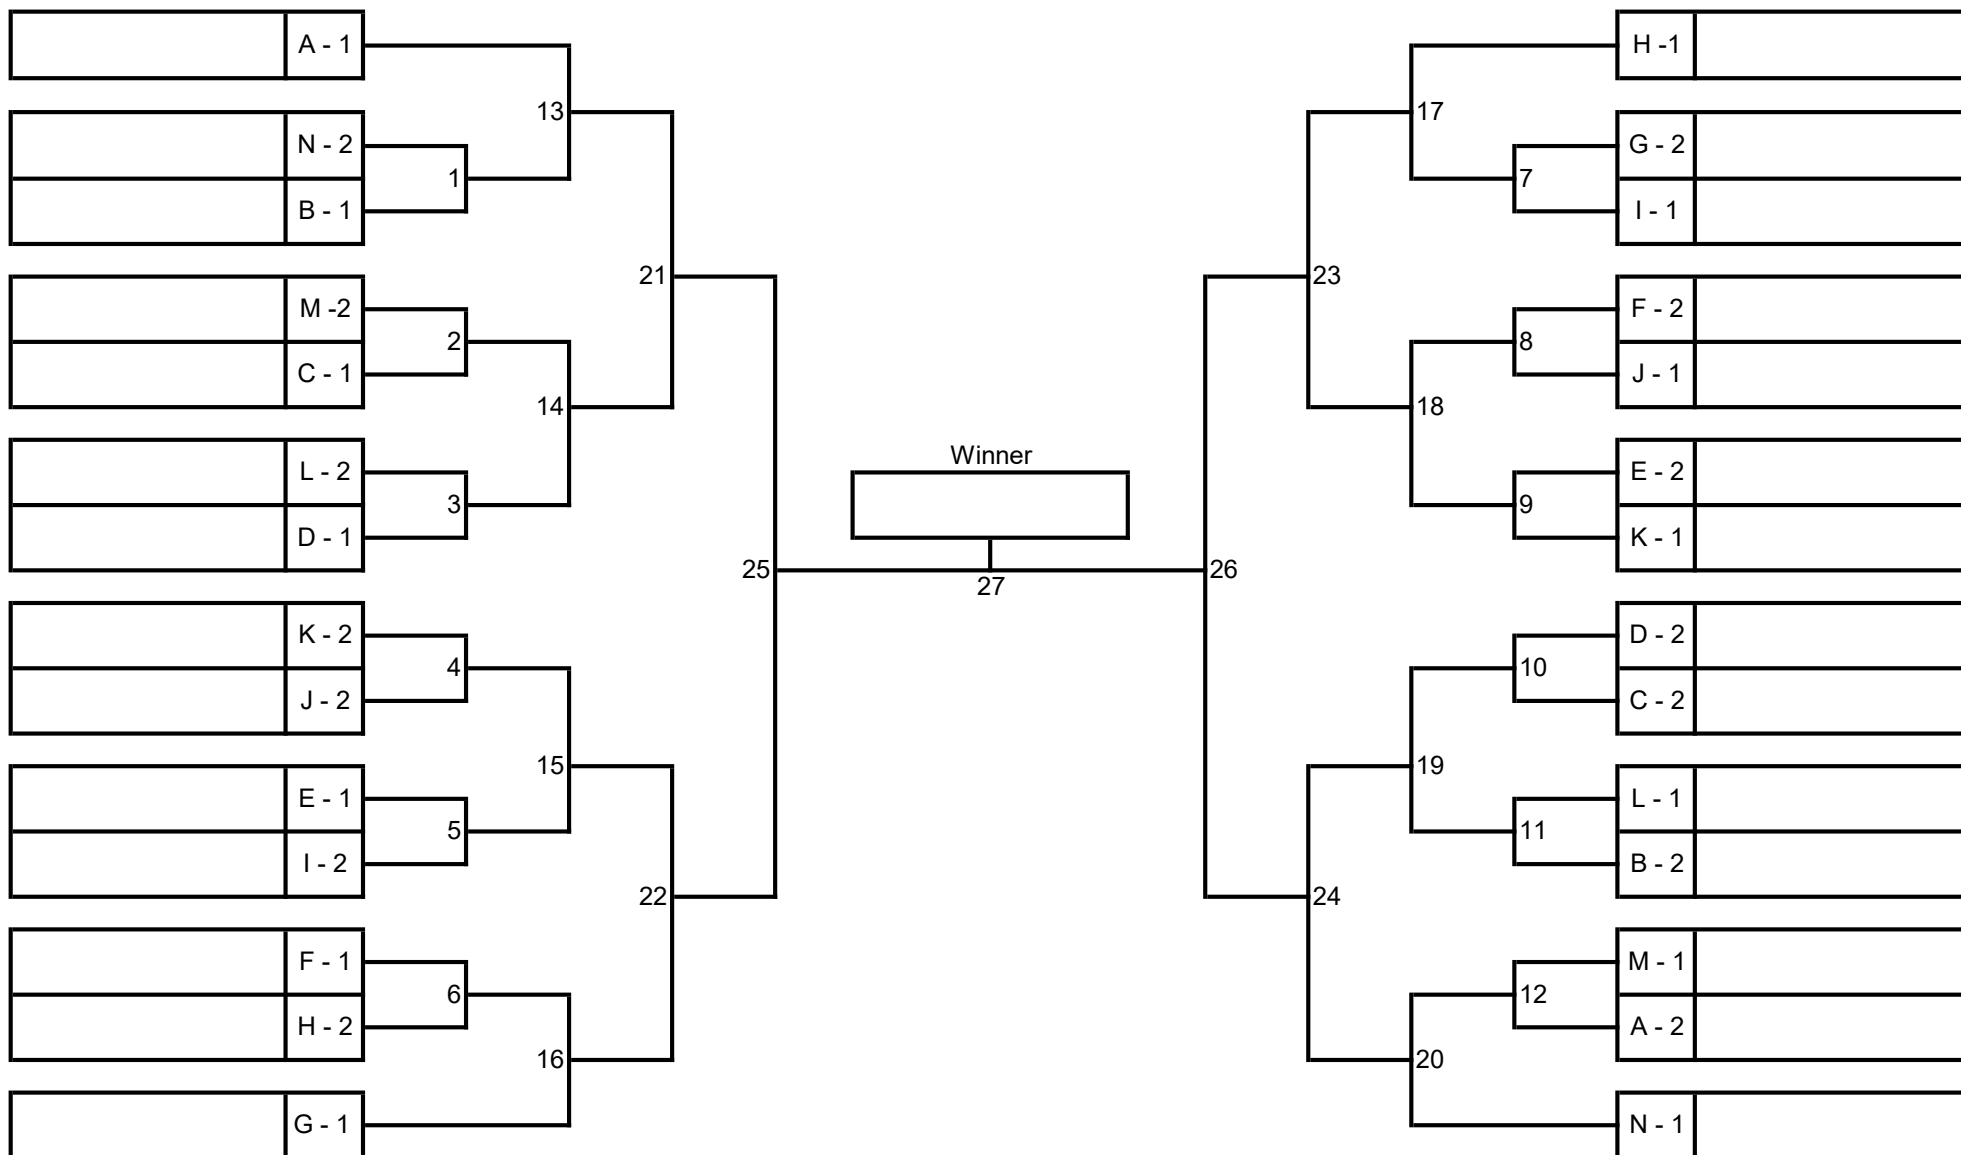 A - 1
H -1
13
17
N - 2
G - 2
1
7
B - 1
I - 1
21
23
M -2
F - 2
2
8
C - 1
J - 1
14
18
Winner
L - 2
E - 2
3
9
D - 1
K - 1
25
26
27
K - 2
D - 2
4
10
J - 2
C - 2
15
19
E - 1
L - 1
5
11
I - 2
B - 2
22
24
F - 1
M - 1
6
12
H - 2
A - 2
16
20
G - 1
N - 1